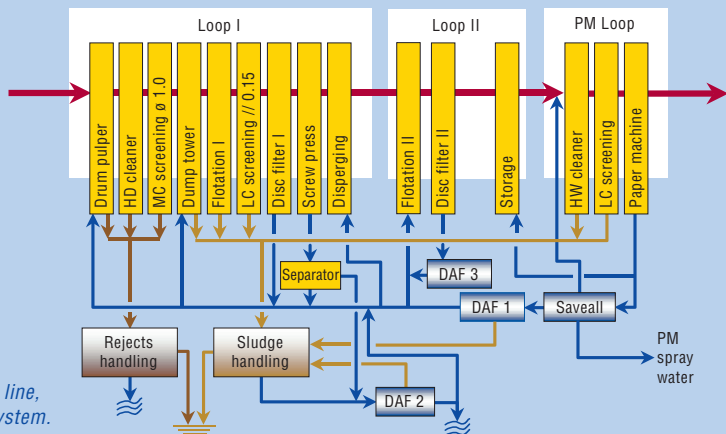 Loop I
Loop II
PM Loop
Drum pulper
HD cleaner
MC screening ø 1.0
Dump tower
Flotation I
LC screening // 0.15
Disc filter I
Screw press
Disperging
Flotation II
Disc filter II
Storage
HW cleaner
LC screening
Paper machine
Separator
DAF 3
DAF 1
Saveall
Rejects
handling
Sludge
handling
DAF 2
PM
spray
water
line,
ystem.